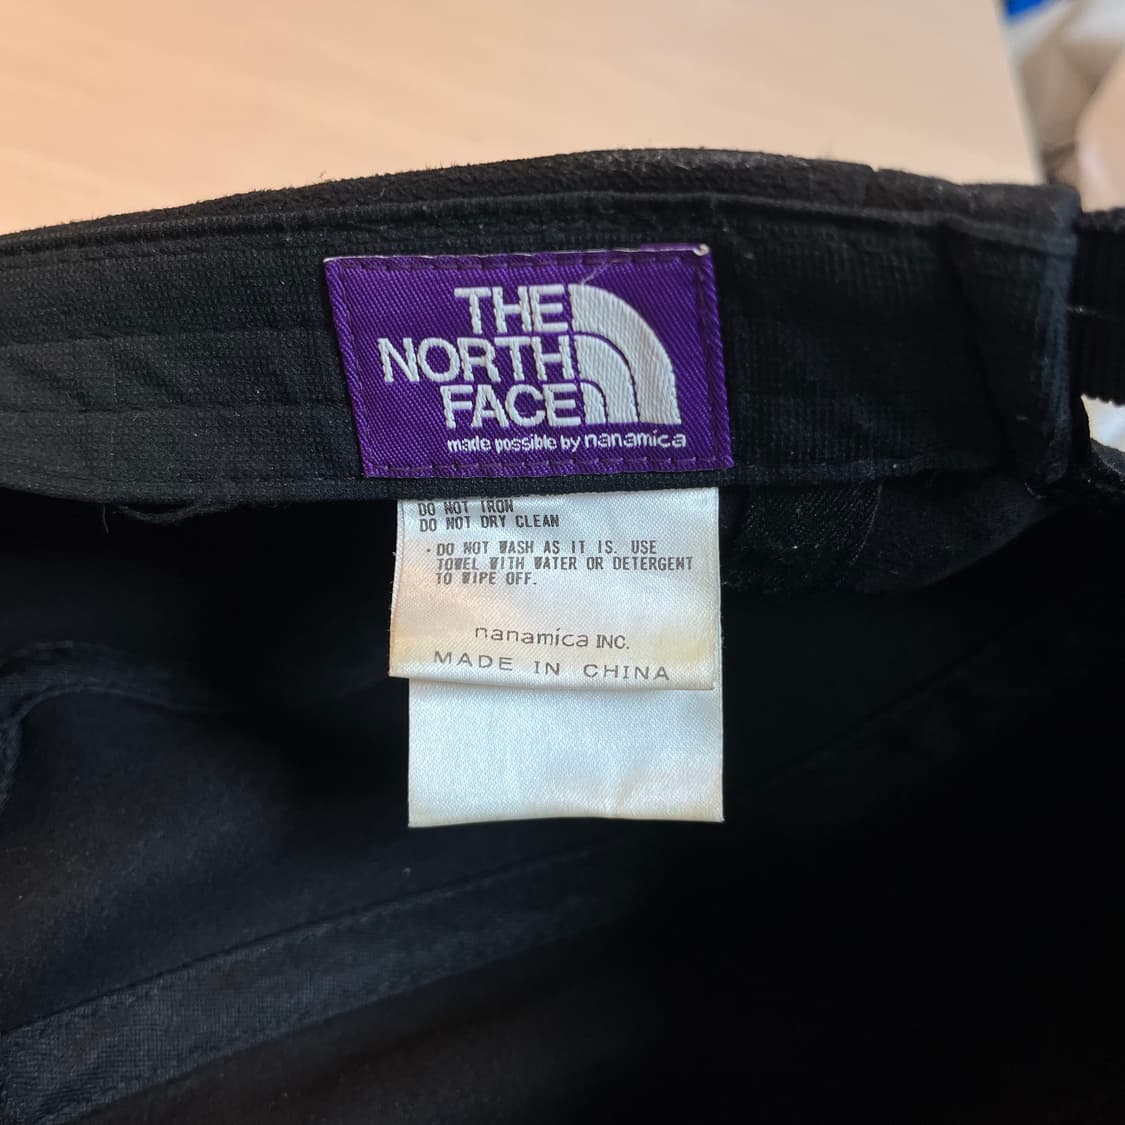 THE
NORTH
FACE
made possible by nanamica
DO NOT IRON
DO NOT DRY CLEAN
・DO NOT WASH AS IT IS. USE
TOWEL WITH WATER OR DETERGENT
TO WIPE OFF.
nanamica INC.
MADE IN CHINA